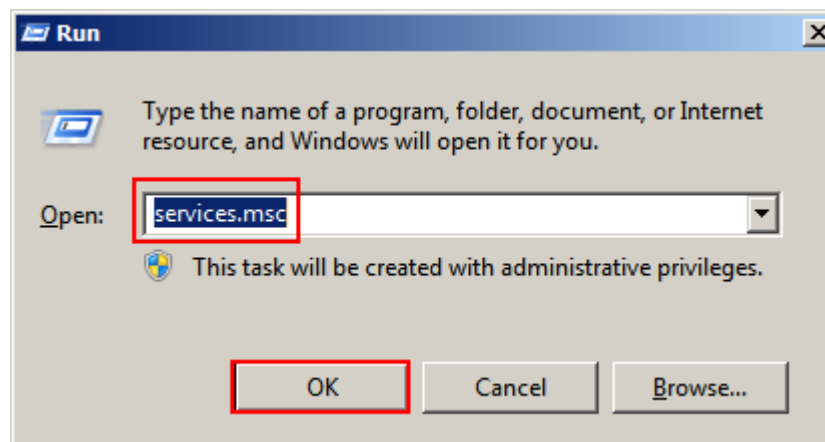 Run
Type the name of a program, folder, document, or Internet
resource, and Windows will open it for you.
Open: services.msc
This task will be created with administrative privileges.
OK Cancel Browse...